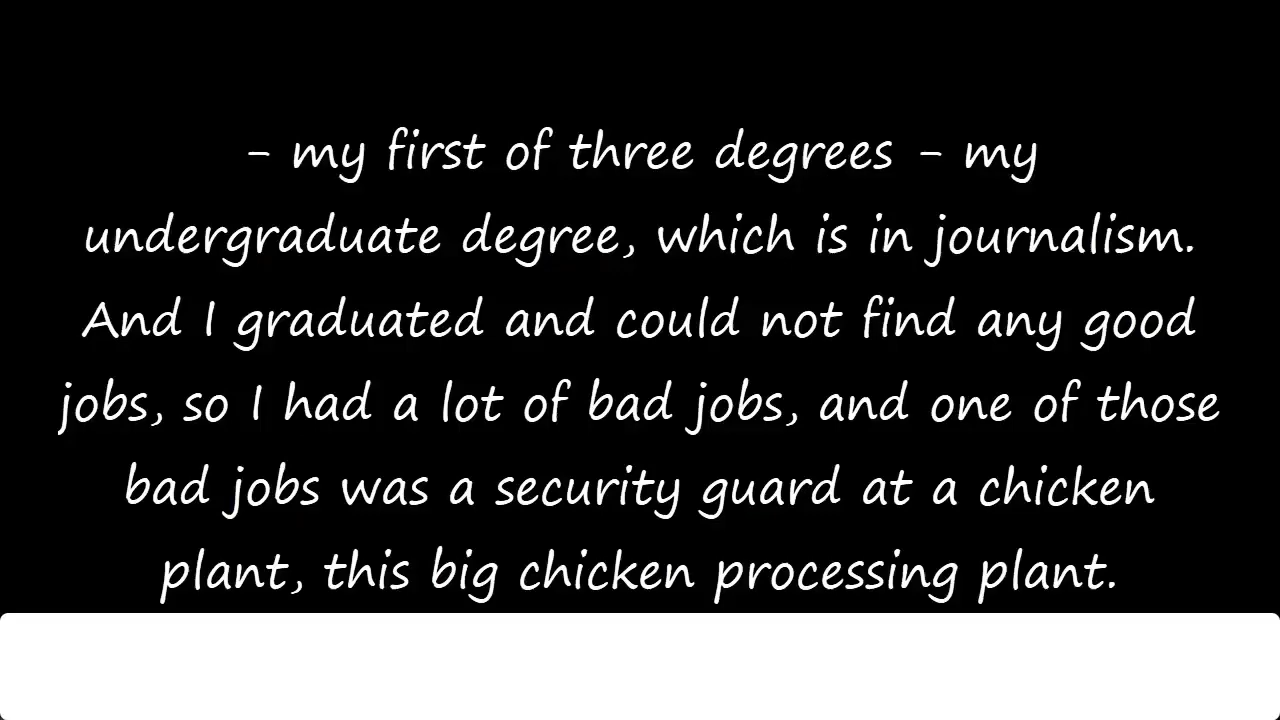 - my first of three degrees - my
undergraduate degree, which is in journalism.
And I graduated and could not find any good
jobs, so I had a lot of bad jobs, and one of those
bad jobs was a security guard at a chicken
plant, this big chicken processing plant.